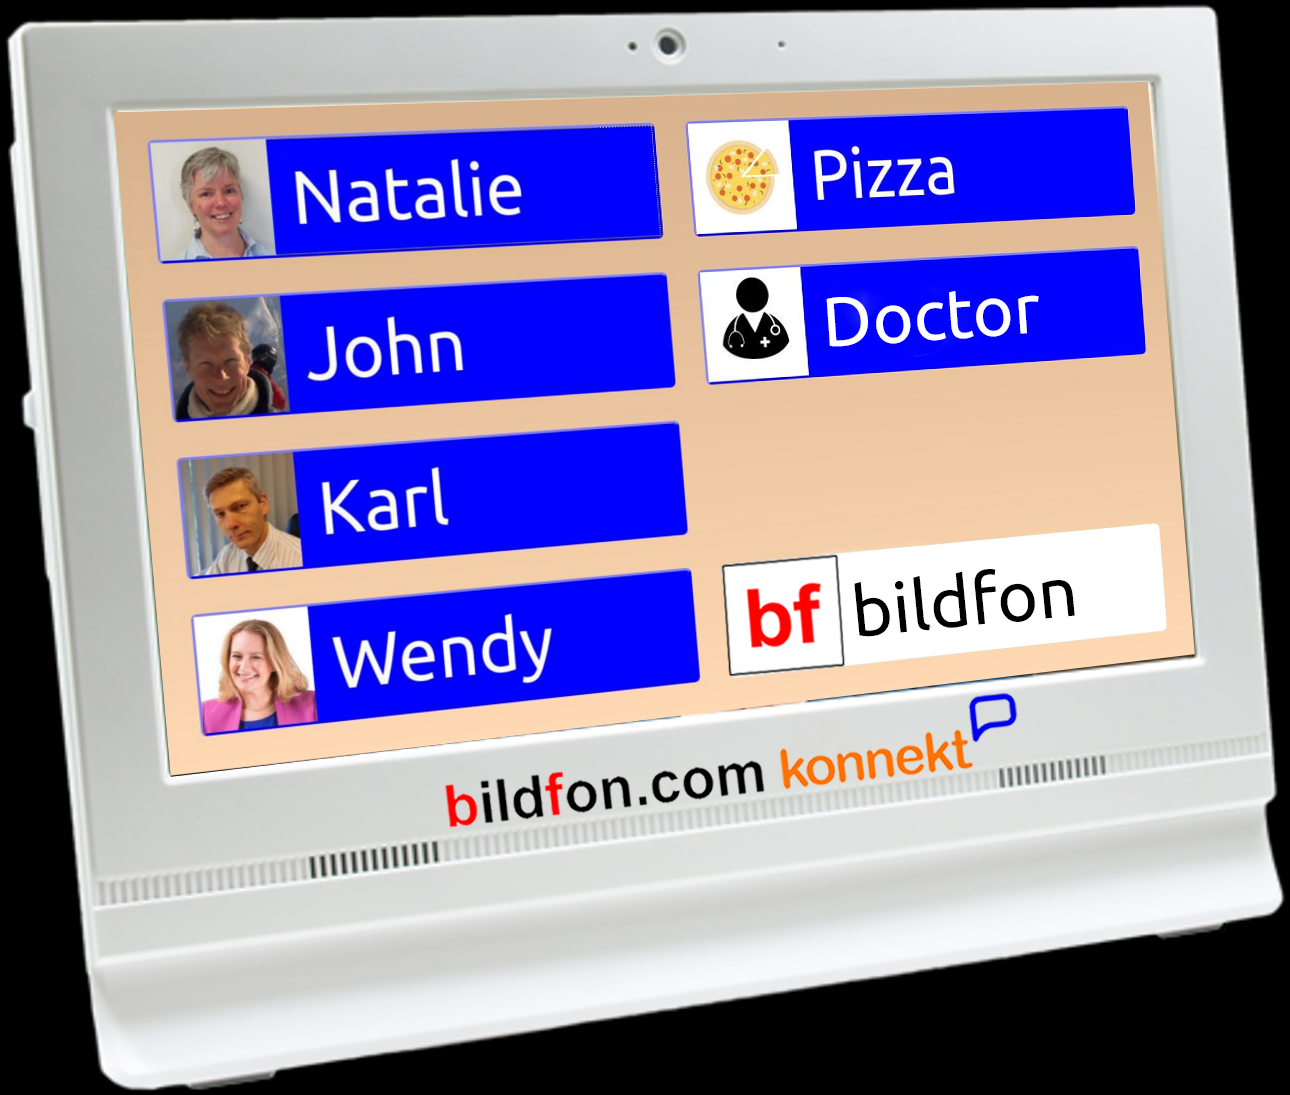 Natalie
John
Karl
Wendy
Pizza
Doctor
bf bildfon
bildfon.com konnekt